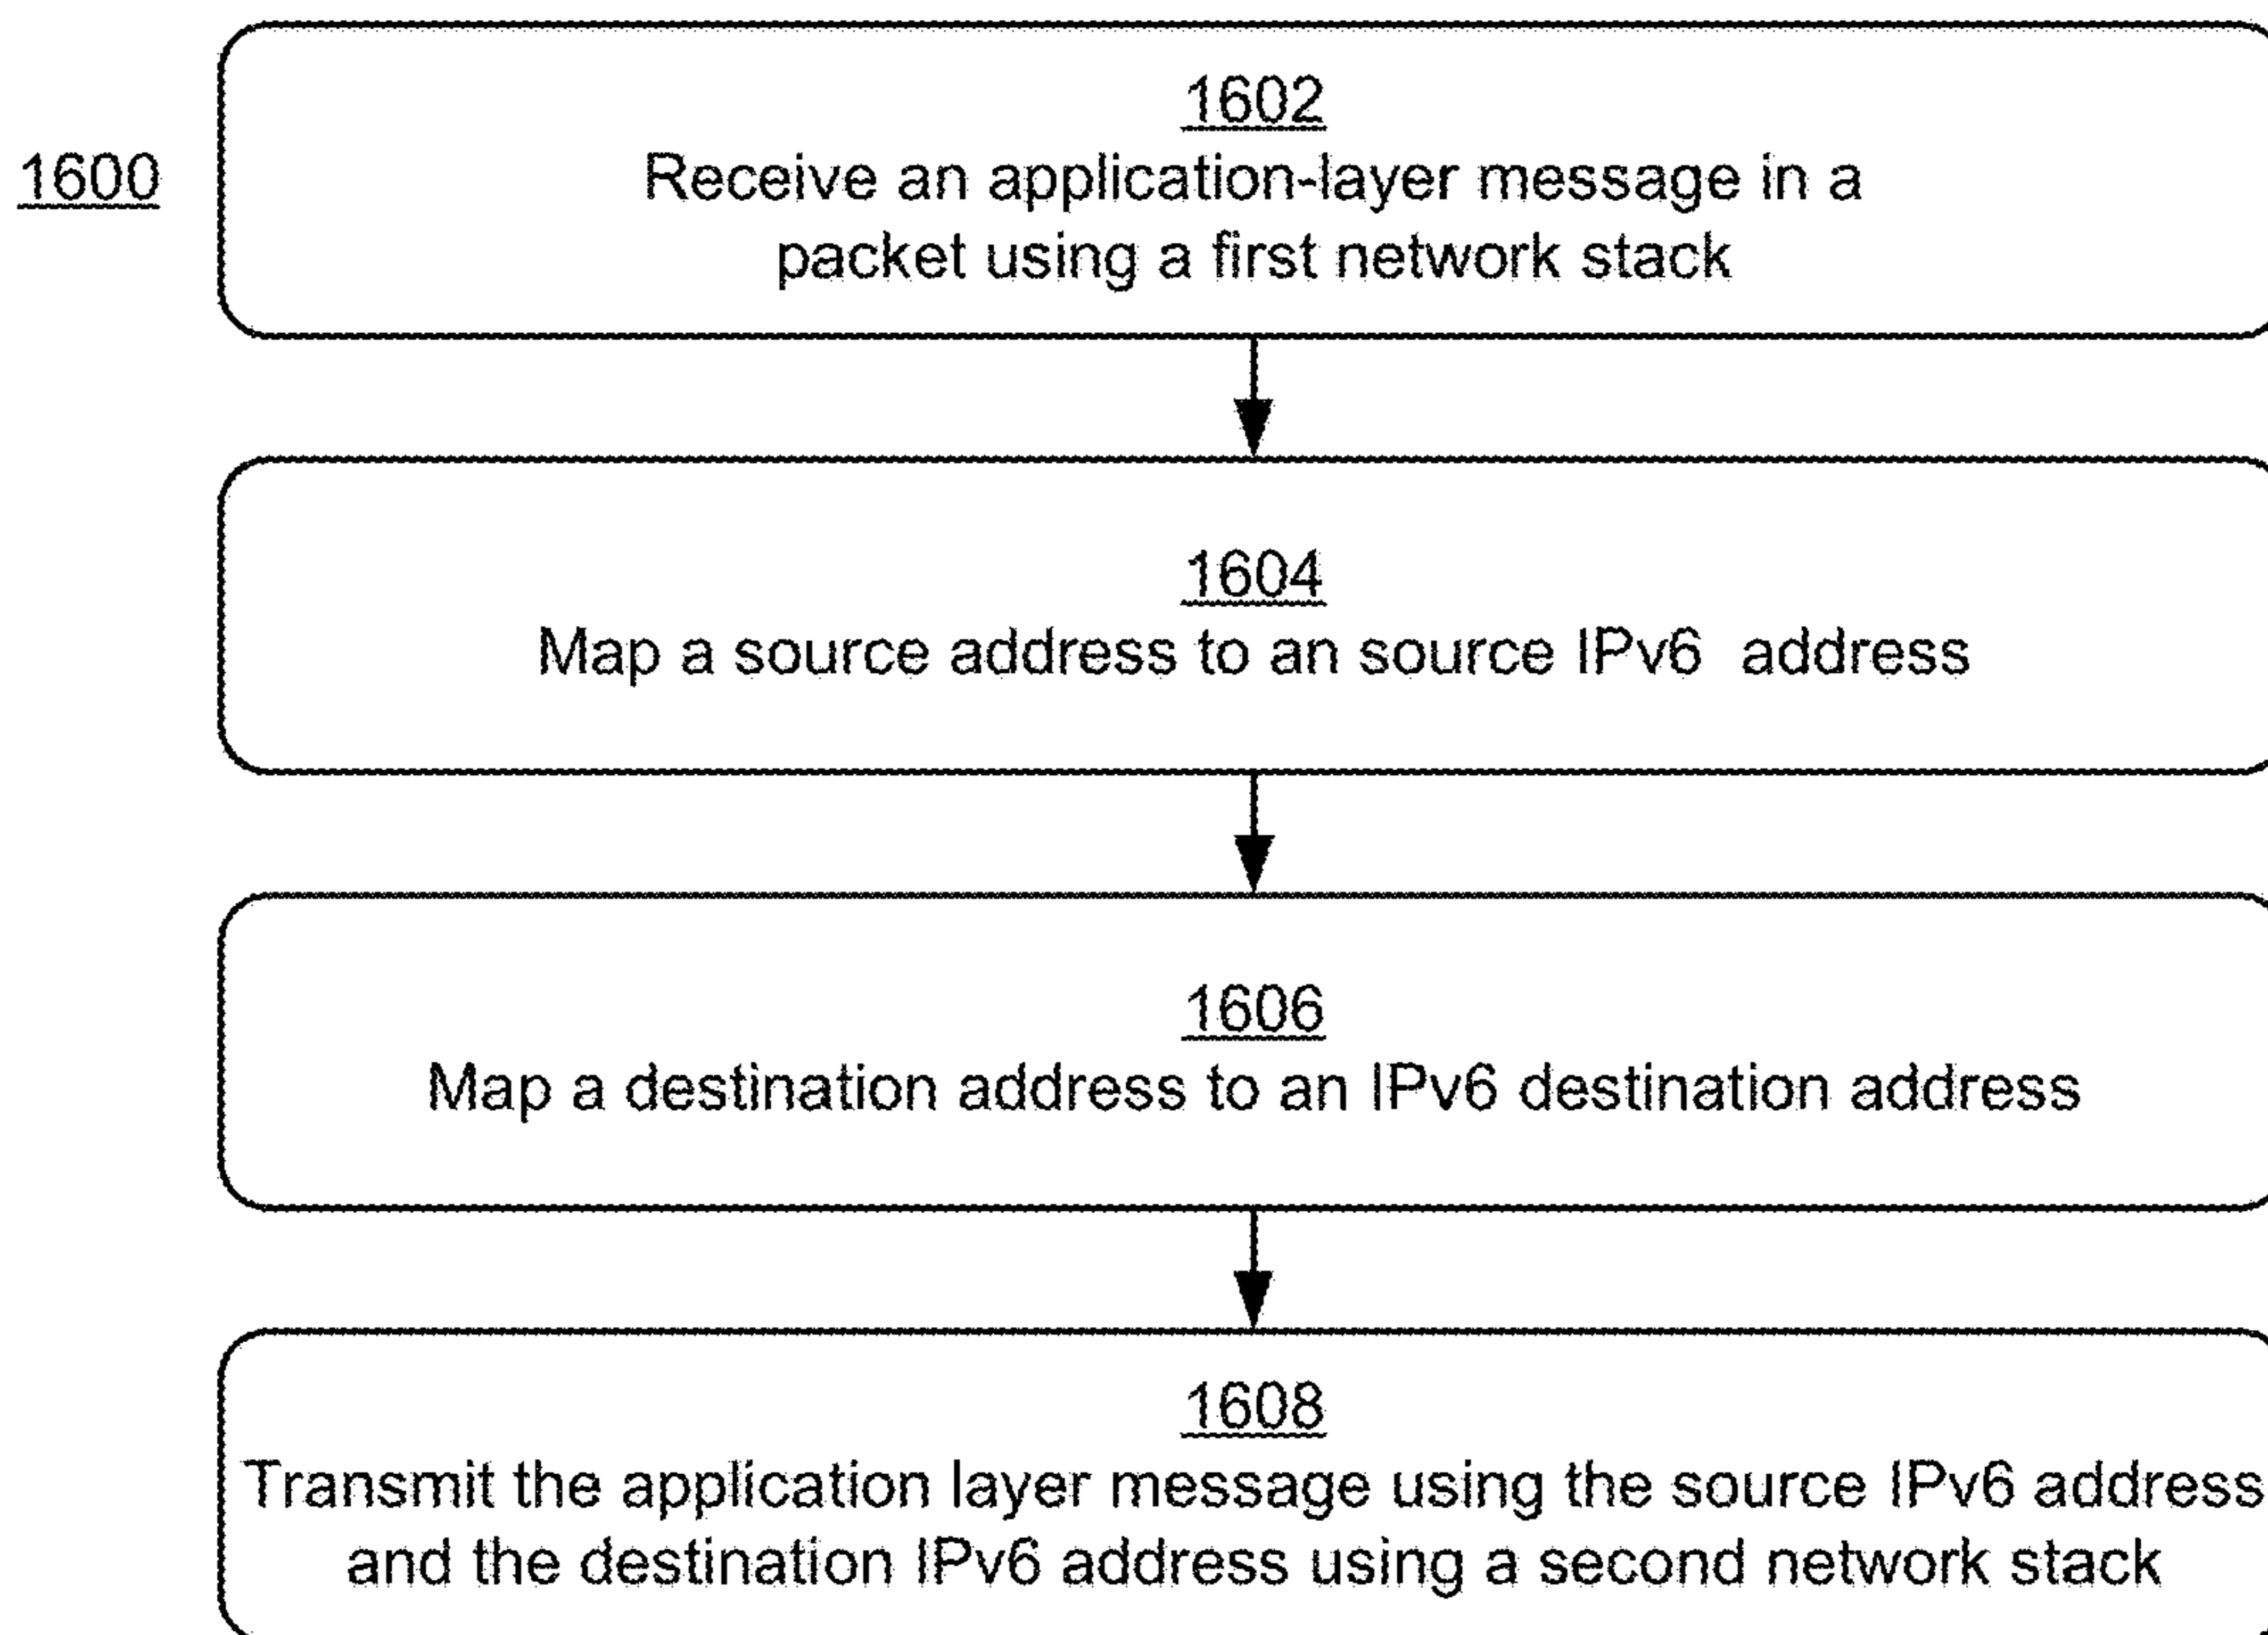 1600
1602
Receive an application-layer message in a
packet using a first network stack
1604
Map a source address to an source IPv6 address
1606
Map a destination address to an IPv6 destination address
1608
Transmit the application layer message using the source IPv6 address
and the destination IPv6 address using a second network stack